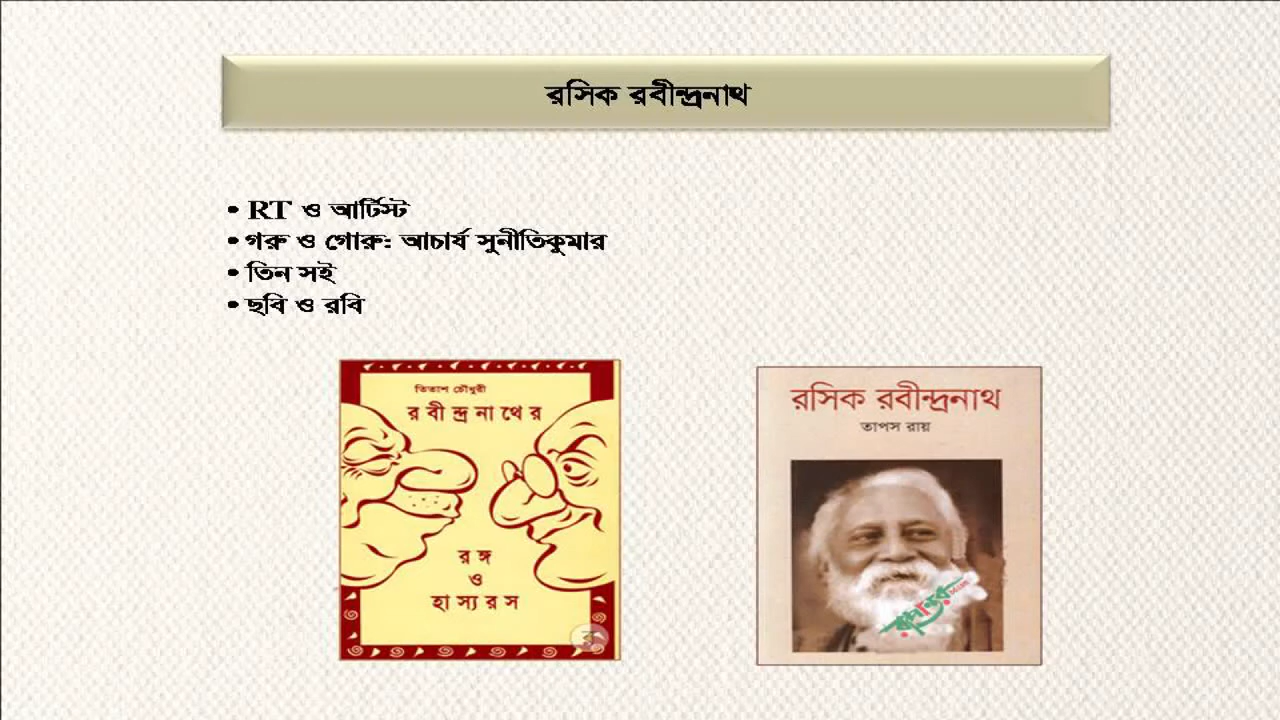 রসিক রবীন্দ্রনাথ
• RT ও আর্টিস্ট
• গরু ও গোরু: আচার্য সুনীতিকুমার
• তিন সই
• ছবি ও রবি
তিতাশ চৌধুরী
রবীন্দ্রনাথের
রঙ্গ
ও
হাস্যরস
র
রসিক রবীন্দ্রনাথ
তাপস রায়